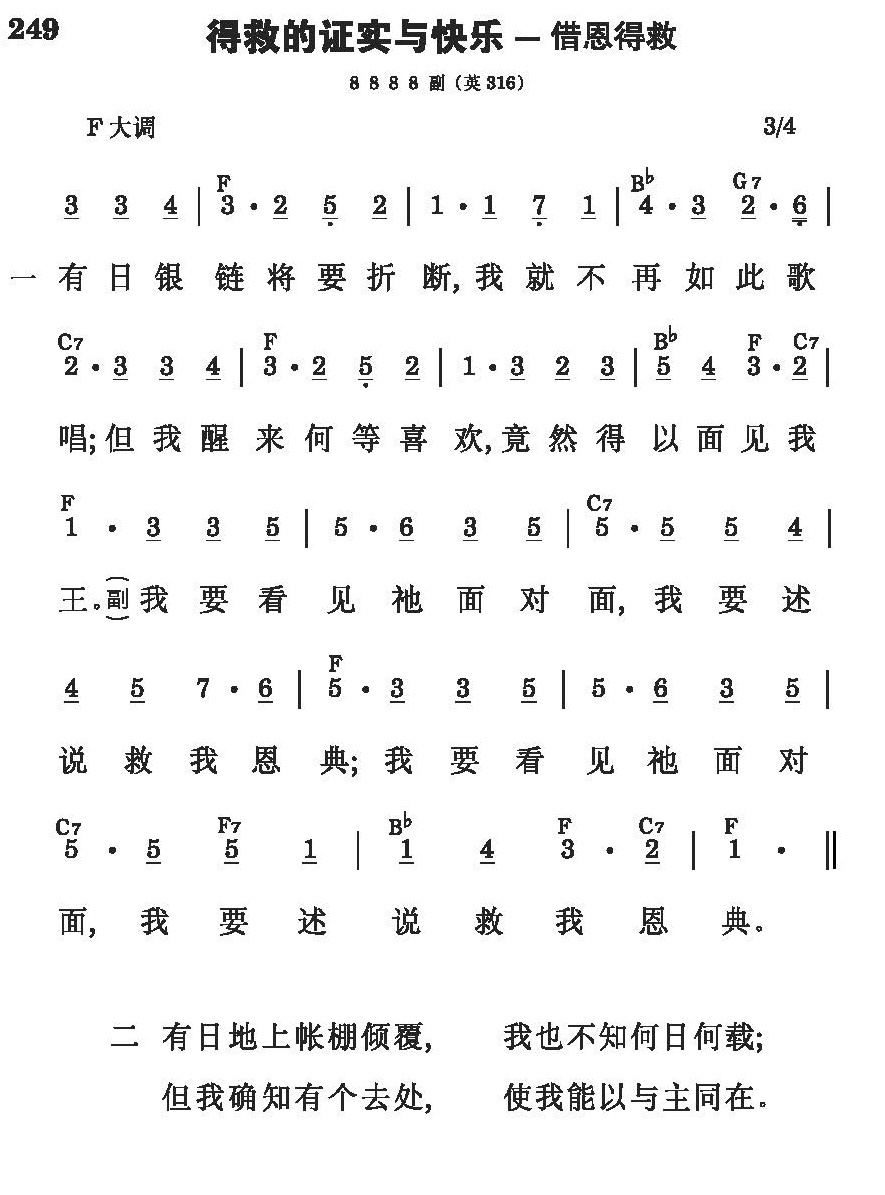 249
得救的证实与快乐 — 借恩得救
8 8 8 8 副（英316）
F大调 3/4
F B♭ G7
3 3 4 | 3 · 2 5 2 | 1 · 1 7 1 | 4 · 3 2 · 6 |
一 有日银链将要折断, 我就不再如此歌
C7 F B♭ F C7
2 · 3 3 4 | 3 · 2 5 2 | 1 · 3 2 3 | 5 4 3 · 2 |
唱; 但我醒来何等喜欢, 竟然得以面见我
F C7
1 · 3 3 5 | 5 · 6 3 5 | 5 · 5 5 4 |
王。(副) 我要看见祂面对面, 我要述
F
4 5 7 · 6 | 5 · 3 3 5 | 5 · 6 3 5 |
说救我恩典; 我要看见祂面对
C7 F7 B♭ F C7 F
5 · 5 5 1 | 1 4 3 · 2 | 1 · ‖
面, 我要述说救我恩典。
二 有日地上帐棚倾覆, 我也不知何日何载;
但我确知有个去处, 使我能以与主同在。